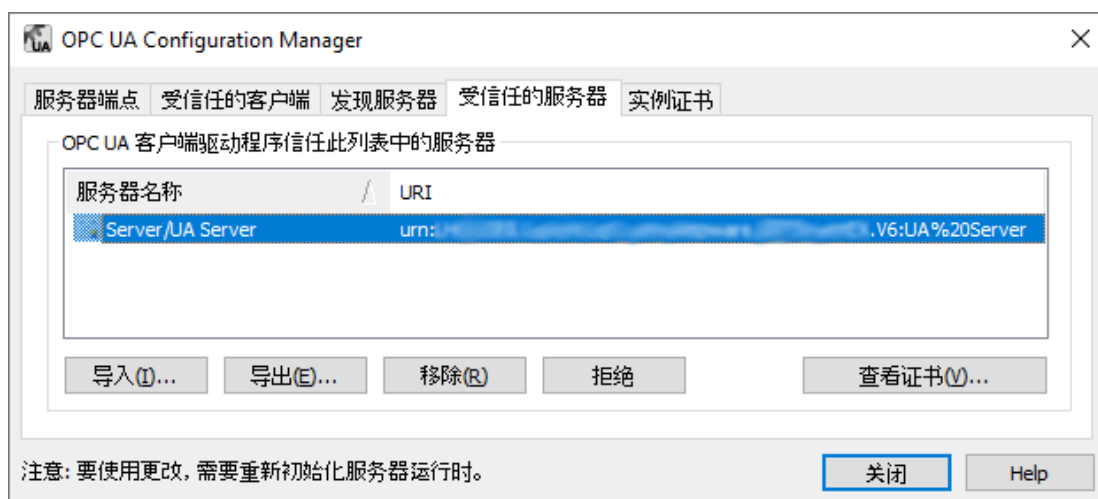 OPC UA Configuration Manager
服务器端点 受信任的客户端 发现服务器 受信任的服务器 实例证书
OPC UA 客户端驱动程序信任此列表中的服务器
服务器名称 URI
Server/UA Server urn: .V6:UA%20Server
导入(I)... 导出(E)... 移除(R) 拒绝 查看证书(V)...
注意: 要使用更改, 需要重新初始化服务器运行时。 关闭 Help